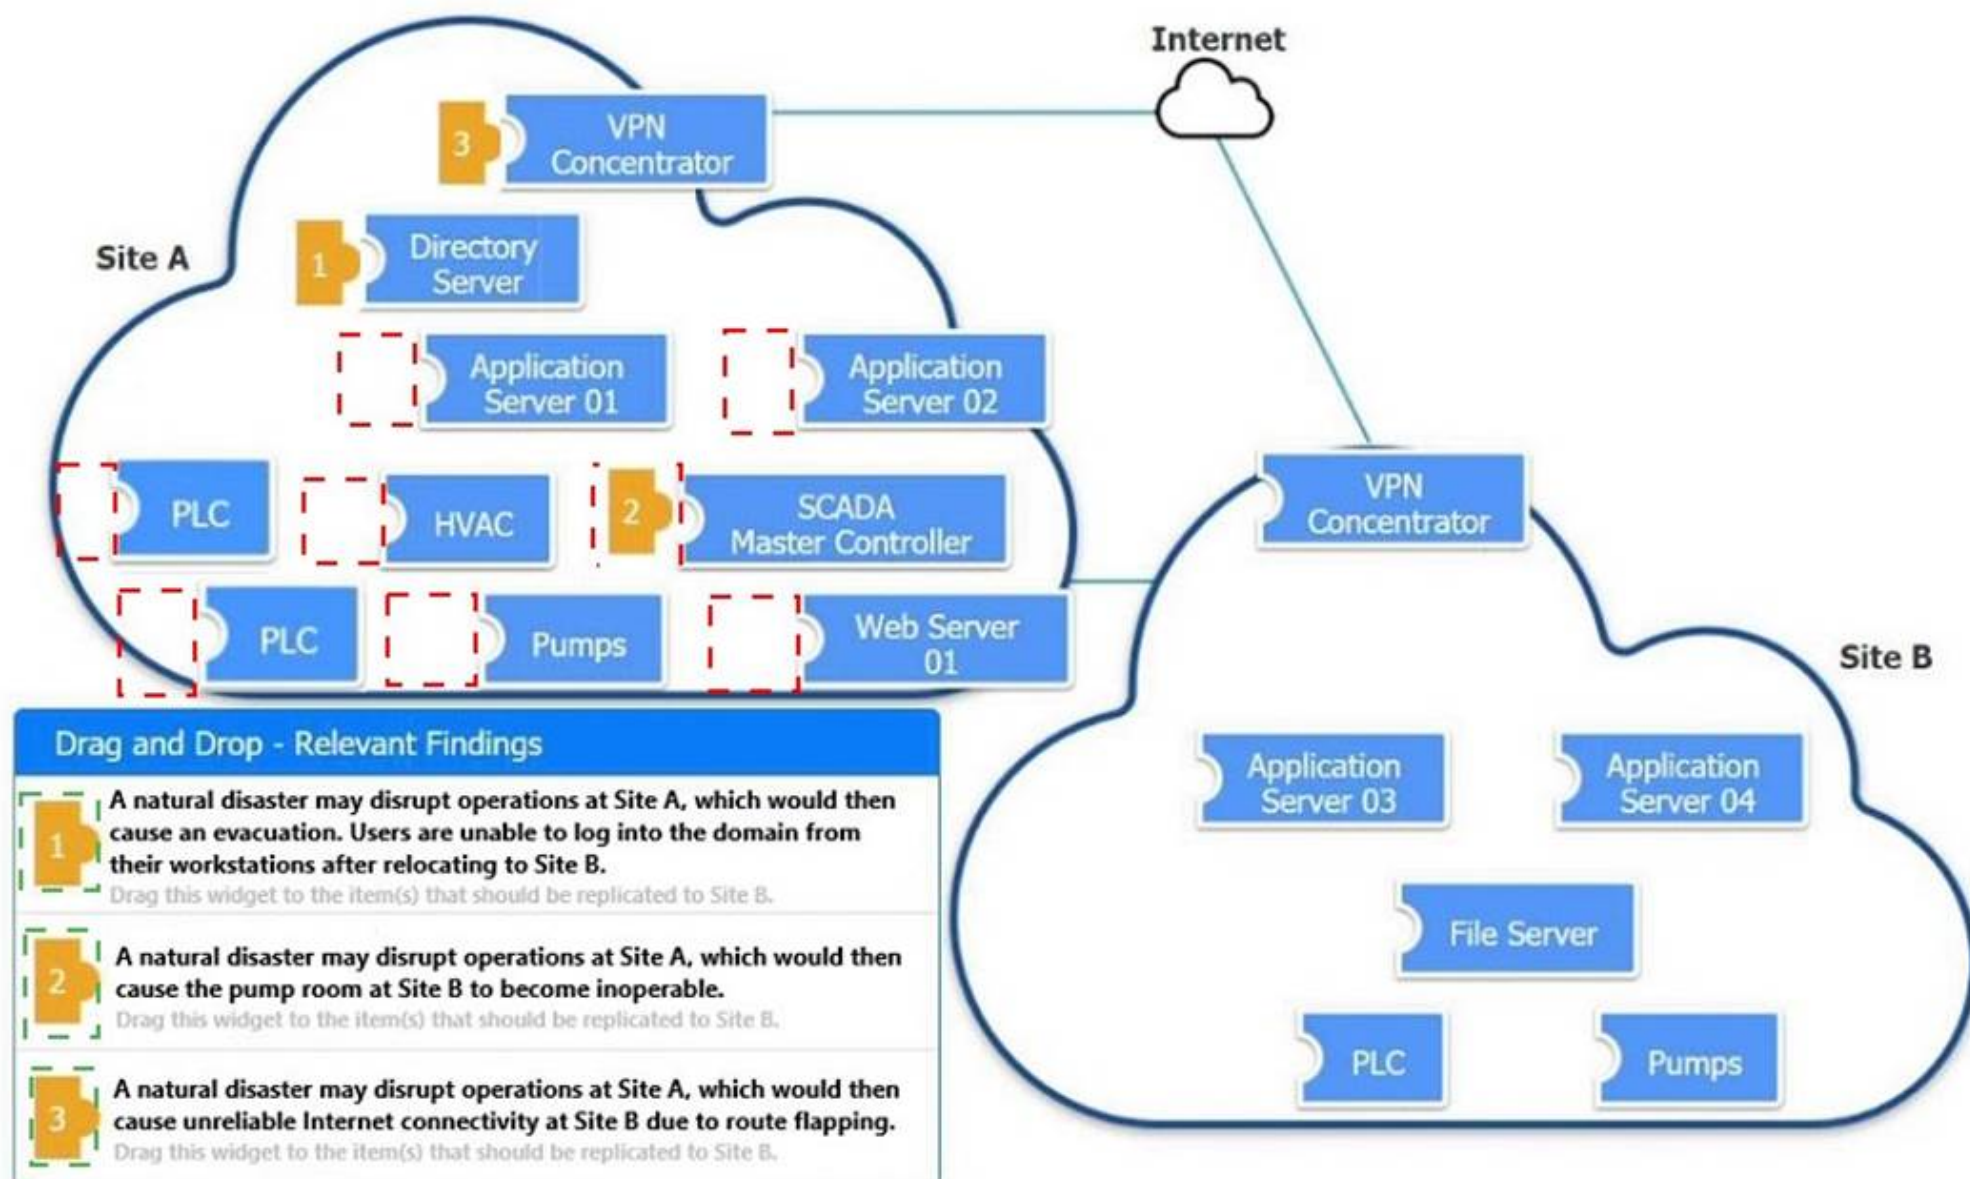 Internet
3
VPN
Concentrator
Site A
1
Directory
Server
Application
Server 01
Application
Server 02
PLC
HVAC
2
SCADA
Master Controller
VPN
Concentrator
PLC
Pumps
Web Server
01
Site B
Drag and Drop - Relevant Findings
1
A natural disaster may disrupt operations at Site A, which would then
cause an evacuation. Users are unable to log into the domain from
their workstations after relocating to Site B.
Drag this widget to the item(s) that should be replicated to Site B.
2
A natural disaster may disrupt operations at Site A, which would then
cause the pump room at Site B to become inoperable.
Drag this widget to the item(s) that should be replicated to Site B.
3
A natural disaster may disrupt operations at Site A, which would then
cause unreliable Internet connectivity at Site B due to route flapping.
Drag this widget to the item(s) that should be replicated to Site B.
Application
Server 03
Application
Server 04
File Server
PLC
Pumps